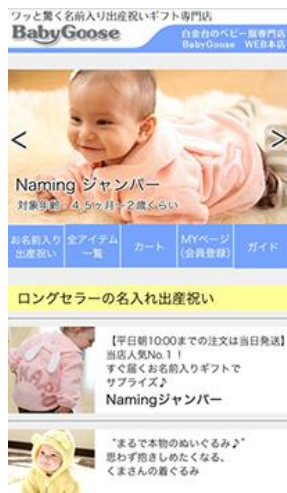 ワッと驚く名前入り出産祝いギフト専門店
BabyGoose
白金台のベビー服専門店
BabyGoose WEB本店
<
>
Naming ジャンパー
対象年齢：4.5ヶ月～2歳くらい
お名前入り
出産祝い
全アイテム
一覧
カート
MYページ
(会員登録)
ガイド
ロングセラーの名入れ出産祝い
【平日朝10:00までの注文は当日発送】
当店人気No.1！
すぐ届くお名前入りギフトで
サプライズ♪
Namingジャンパー
“まるで本物のぬいぐるみ♪”
思わず抱きしめたくなる、
くまさんの着ぐるみ